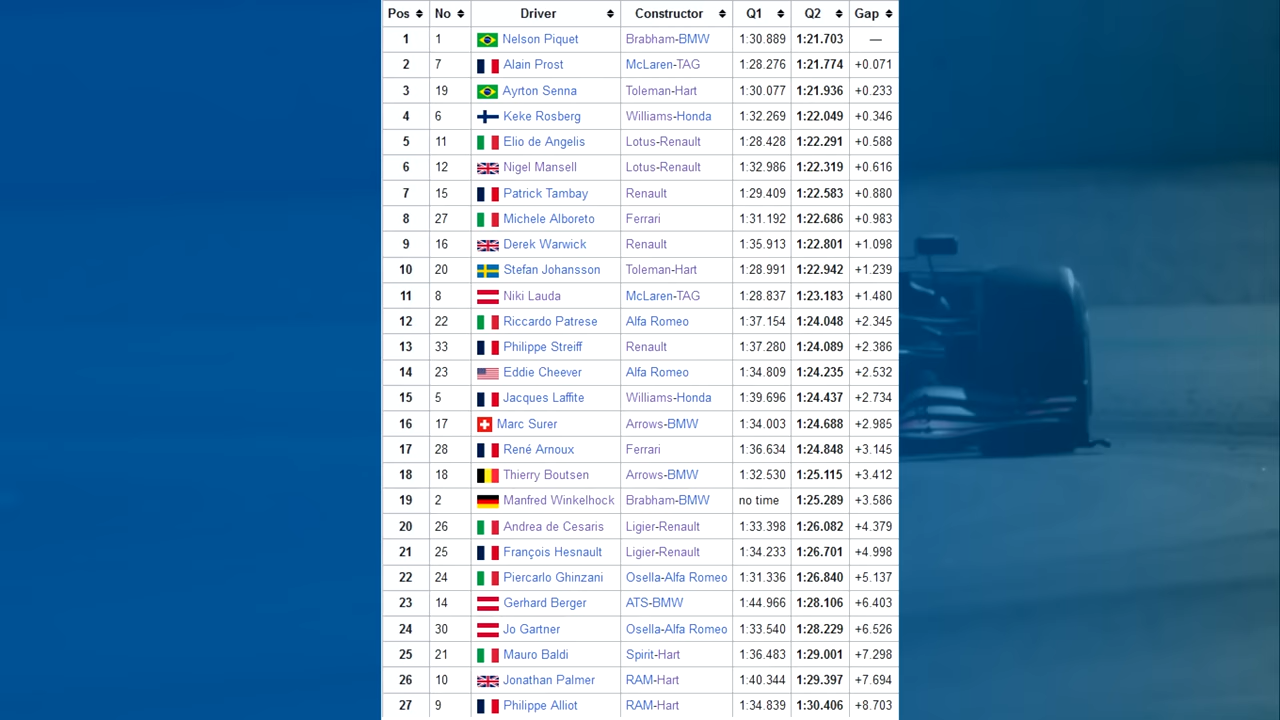 Pos No Driver Constructor Q1 Q2 Gap
1 1 Nelson Piquet Brabham-BMW 1:30.889 1:21.703 —
2 7 Alain Prost McLaren-TAG 1:28.276 1:21.774 +0.071
3 19 Ayrton Senna Toleman-Hart 1:30.077 1:21.936 +0.233
4 6 Keke Rosberg Williams-Honda 1:32.269 1:22.049 +0.346
5 11 Elio de Angelis Lotus-Renault 1:28.428 1:22.291 +0.588
6 12 Nigel Mansell Lotus-Renault 1:32.986 1:22.319 +0.616
7 15 Patrick Tambay Renault 1:29.409 1:22.583 +0.880
8 27 Michele Alboreto Ferrari 1:31.192 1:22.686 +0.983
9 16 Derek Warwick Renault 1:35.913 1:22.801 +1.098
10 20 Stefan Johansson Toleman-Hart 1:28.991 1:22.942 +1.239
11 8 Niki Lauda McLaren-TAG 1:28.837 1:23.183 +1.480
12 22 Riccardo Patrese Alfa Romeo 1:37.154 1:24.048 +2.345
13 33 Philippe Streiff Renault 1:37.280 1:24.089 +2.386
14 23 Eddie Cheever Alfa Romeo 1:34.809 1:24.235 +2.532
15 5 Jacques Laffite Williams-Honda 1:39.696 1:24.437 +2.734
16 17 Marc Surer Arrows-BMW 1:34.003 1:24.688 +2.985
17 28 René Arnoux Ferrari 1:36.634 1:24.848 +3.145
18 18 Thierry Boutsen Arrows-BMW 1:32.530 1:25.115 +3.412
19 2 Manfred Winkelhock Brabham-BMW no time 1:25.289 +3.586
20 26 Andrea de Cesaris Ligier-Renault 1:33.398 1:26.082 +4.379
21 25 François Hesnault Ligier-Renault 1:34.233 1:26.701 +4.998
22 24 Piercarlo Ghinzani Osella-Alfa Romeo 1:31.336 1:26.840 +5.137
23 14 Gerhard Berger ATS-BMW 1:44.966 1:28.106 +6.403
24 30 Jo Gartner Osella-Alfa Romeo 1:33.540 1:28.229 +6.526
25 21 Mauro Baldi Spirit-Hart 1:36.483 1:29.001 +7.298
26 10 Jonathan Palmer RAM-Hart 1:40.344 1:29.397 +7.694
27 9 Philippe Alliot RAM-Hart 1:34.839 1:30.406 +8.703